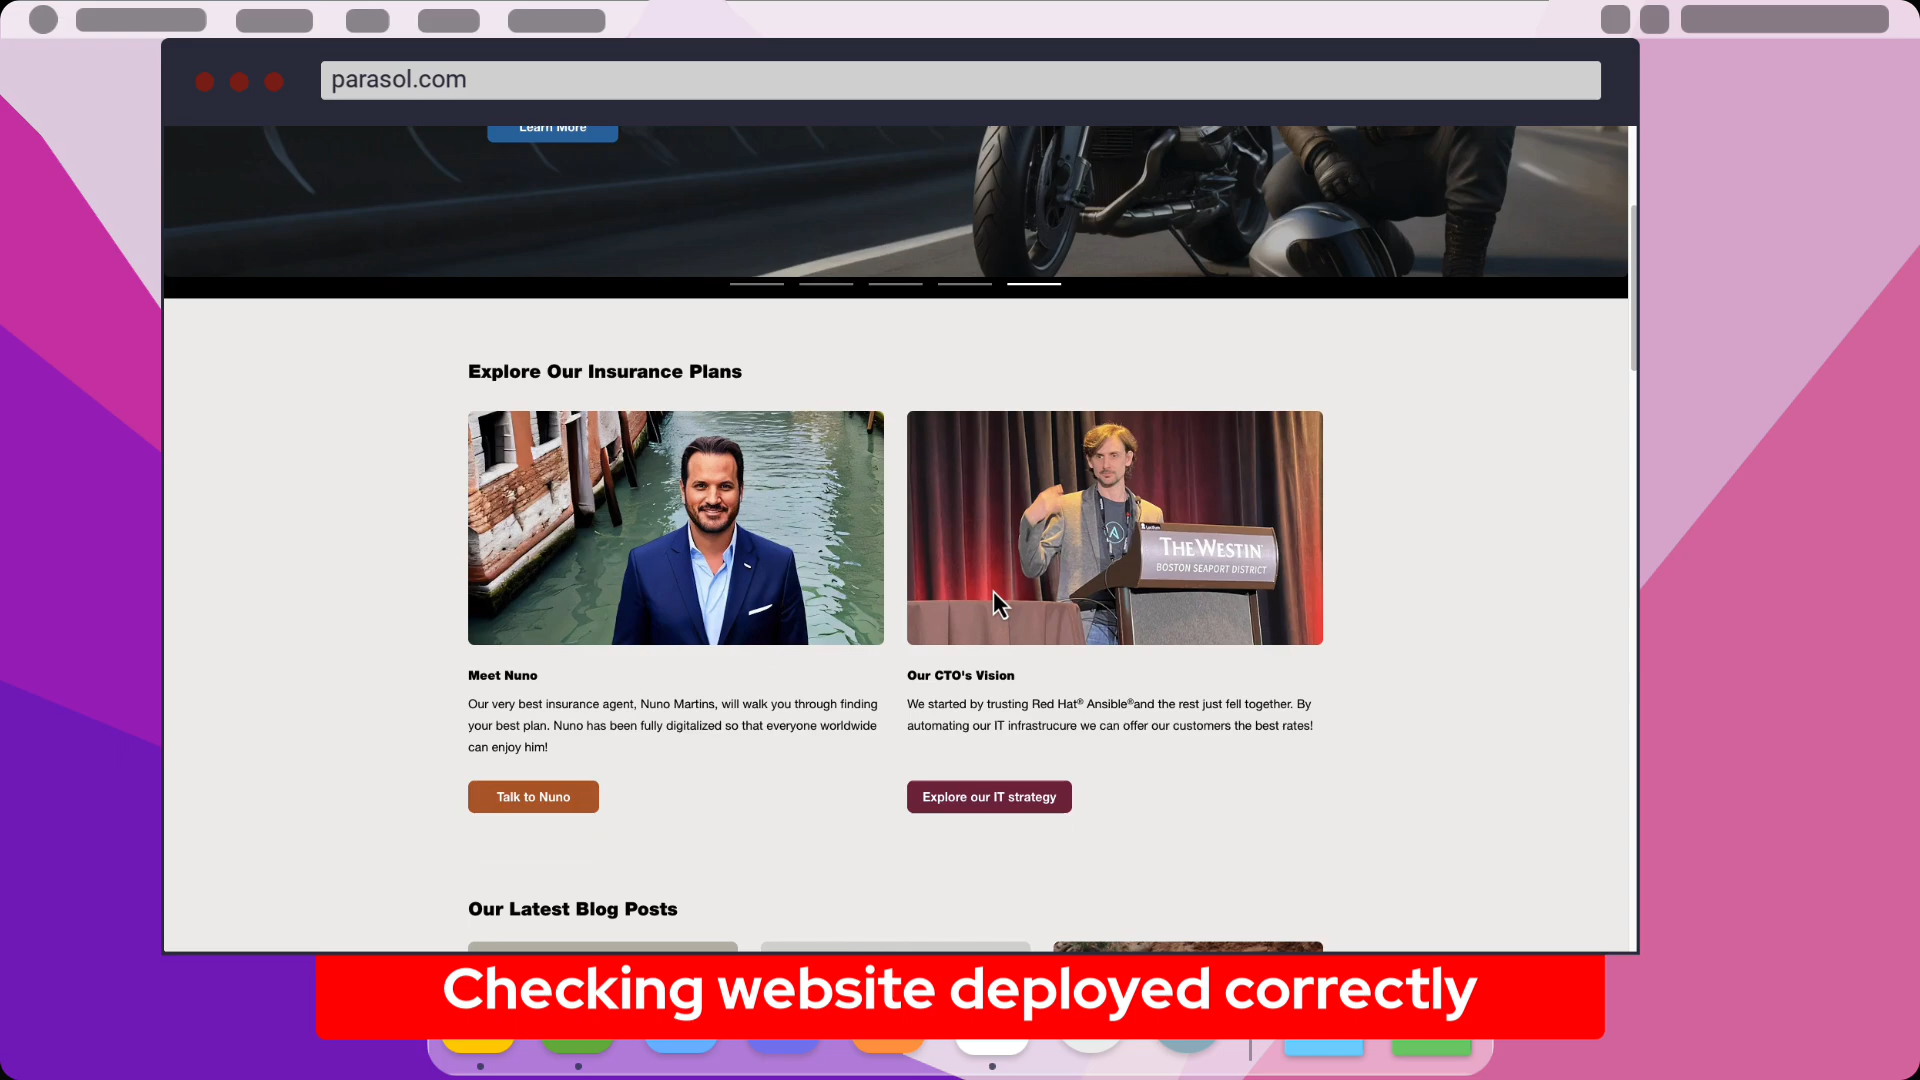 parasol.com
Learn More
Explore Our Insurance Plans
THE WESTIN
BOSTON SEAPORT DISTRICT
Meet Nuno
Our CTO's Vision
Our very best insurance agent, Nuno Martins, will walk you through finding
your best plan. Nuno has been fully digitalized so that everyone worldwide
can enjoy him!
We started by trusting Red Hat® Ansible®and the rest just fell together. By
automating our IT infrastrucure we can offer our customers the best rates!
Talk to Nuno
Explore our IT strategy
Our Latest Blog Posts
Checking website deployed correctly